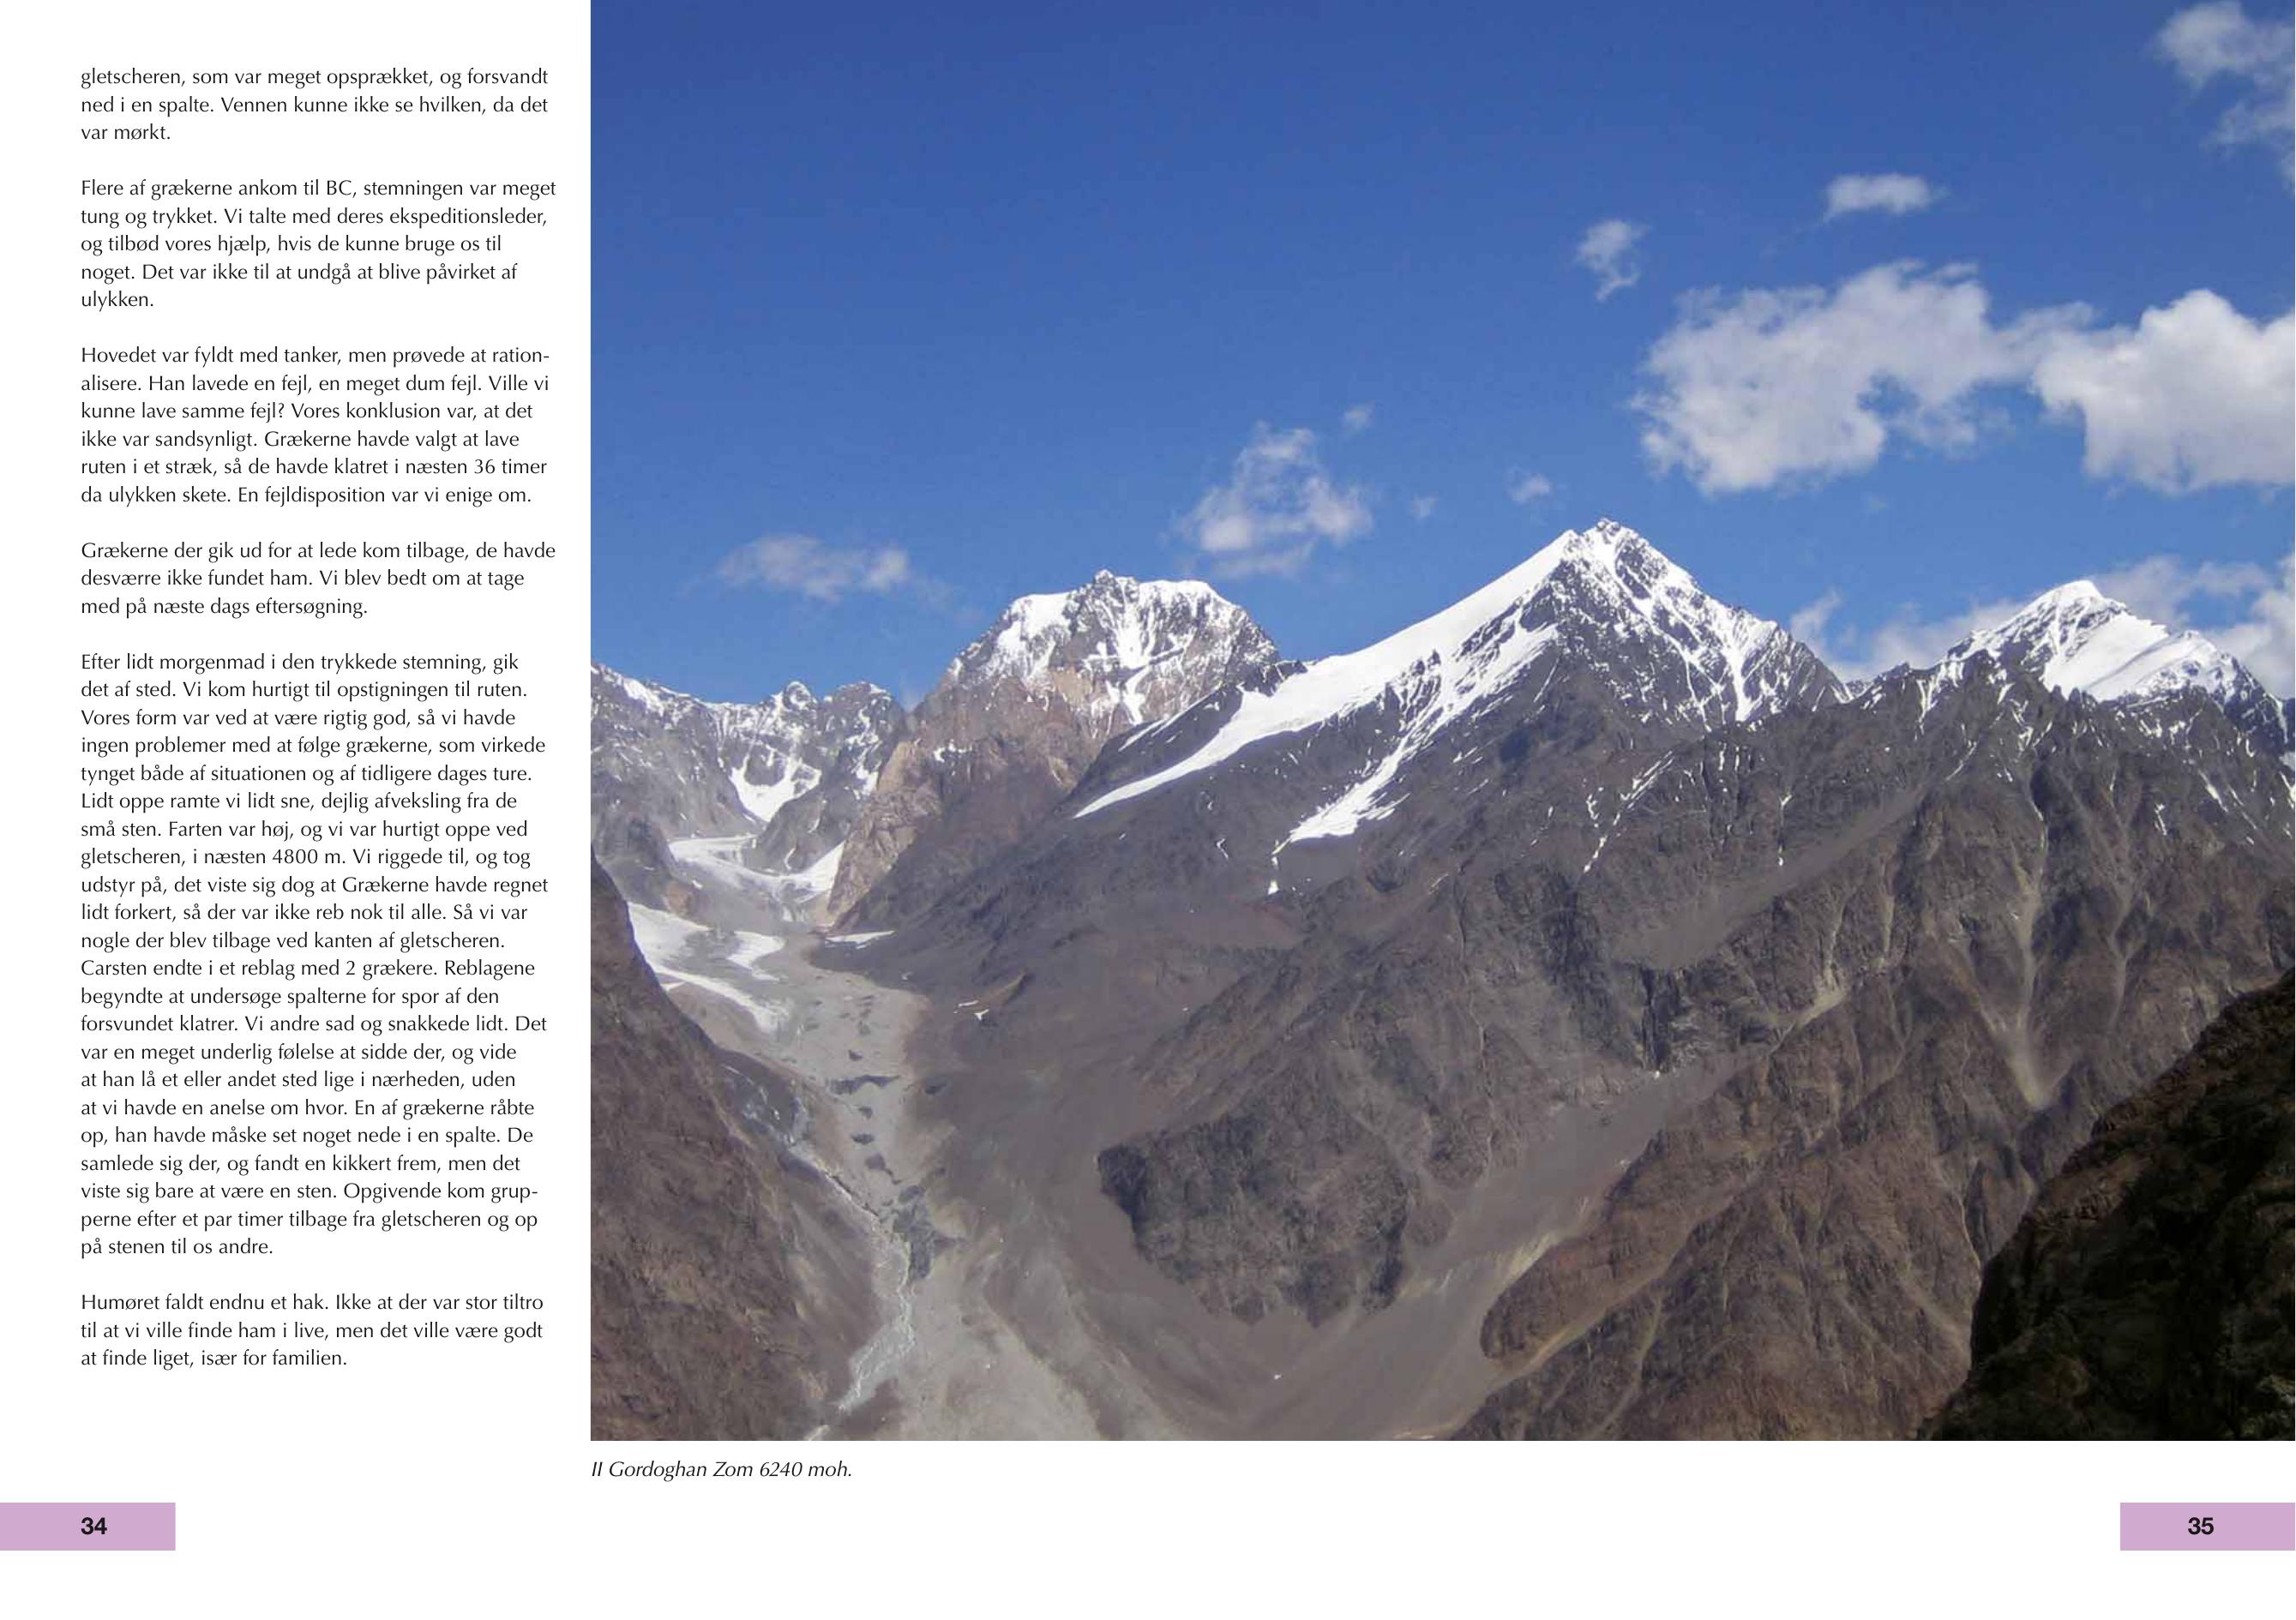 gletscheren, som var meget opsprækket, og forsvandt
ned i en spalte. Vennen kunne ikke se hvilken, da det
var mørkt.
Flere af grækerne ankom til BC, stemningen var meget
tung og trykket. Vi talte med deres ekspeditionsleder,
og tilbød vores hjælp, hvis de kunne bruge os til
noget. Det var ikke til at undgå at blive påvirket af
ulykken.
Hovedet var fyldt med tanker, men prøvede at ration-
alisere. Han lavede en fejl, en meget dum fejl. Ville vi
kunne lave samme fejl? Vores konklusion var, at det
ikke var sandsynligt. Grækerne havde valgt at lave
ruten i et stræk, så de havde klatret i næsten 36 timer
da ulykken skete. En fejldisposition var vi enige om.
Grækerne der gik ud for at lede kom tilbage, de havde
desværre ikke fundet ham. Vi blev bedt om at tage
med på næste dags eftersøgning.
Efter lidt morgenmad i den trykkede stemning, gik
det af sted. Vi kom hurtigt til opstigningen til ruten.
Vores form var ved at være rigtig god, så vi havde
ingen problemer med at følge grækerne, som virkede
tynget både af situationen og af tidligere dages ture.
Lidt oppe ramte vi lidt sne, dejlig afveksling fra de
små sten. Farten var høj, og vi var hurtigt oppe ved
gletscheren, i næsten 4800 m. Vi riggede til, og tog
udstyr på, det viste sig dog at Grækerne havde regnet
lidt forkert, så der var ikke reb nok til alle. Så vi var
nogle der blev tilbage ved kanten af gletscheren.
Carsten endte i et reblag med 2 grækere. Reblagene
begyndte at undersøge spalterne for spor af den
forsvundet klatrer. Vi andre sad og snakkede lidt. Det
var en meget underlig følelse at sidde der, og vide
at han lå et eller andet sted lige i nærheden, uden
at vi havde en anelse om hvor. En af grækerne råbte
op, han havde måske set noget nede i en spalte. De
samlede sig der, og fandt en kikkert frem, men det
viste sig bare at være en sten. Opgivende kom grup-
perne efter et par timer tilbage fra gletscheren og op
på stenen til os andre.
Humøret faldt endnu et hak. Ikke at der var stor tiltro
til at vi ville finde ham i live, men det ville være godt
at finde liget, især for familien.
II Gordoghan Zom 6240 moh.
34
35